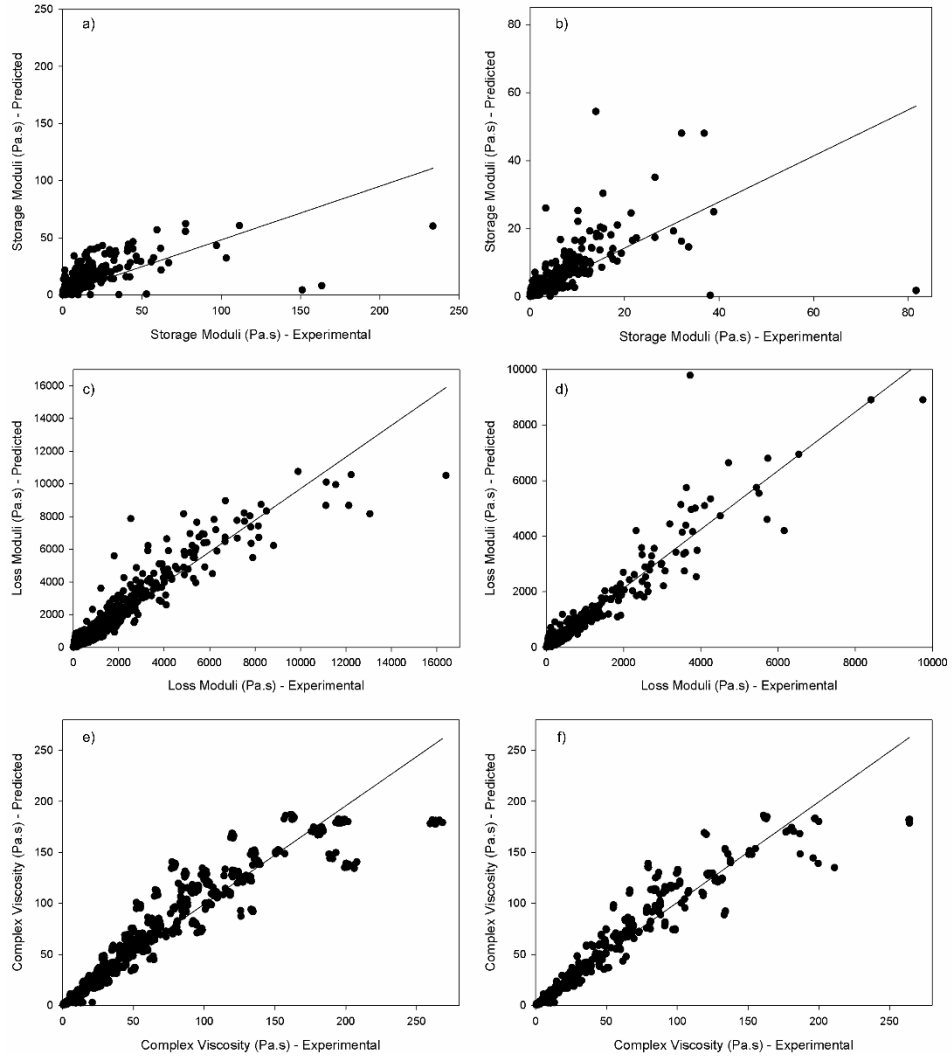 a)
250
200
150
100
50
0
Storage Moduli (Pa.s) - Predicted
0 50 100 150 200 250
Storage Moduli (Pa.s) - Experimental
b)
80
60
40
20
0
Storage Moduli (Pa.s) - Predicted
0 20 40 60 80
Storage Moduli (Pa.s) - Experimental
c)
16000
14000
12000
10000
8000
6000
4000
2000
0
Loss Moduli (Pa.s) - Predicted
0 2000 4000 6000 8000 10000 12000 14000 16000
Loss Moduli (Pa.s) - Experimental
d)
10000
8000
6000
4000
2000
0
Loss Moduli (Pa.s) - Predicted
0 2000 4000 6000 8000 10000
Loss Moduli (Pa.s) - Experimental
e)
250
200
150
100
50
0
Complex Viscosity (Pa.s) - Predicted
0 50 100 150 200 250
Complex Viscosity (Pa.s) - Experimental
f)
250
200
150
100
50
0
Complex Viscosity (Pa.s) - Predicted
0 50 100 150 200 250
Complex Viscosity (Pa.s) - Experimental